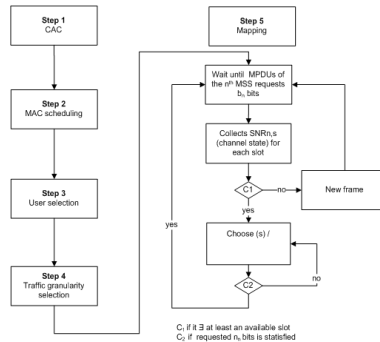 Step 1
CAC
Step 2
MAC scheduling
Step 3
User selection
Step 4
Traffic granularity
selection
Step 5
Mapping
Wait until MPDUs of
the nth MSS requests
bn bits
Collects SNRn,s
(channel state) for
each slot
C1
no
New frame
yes
yes
Choose (s) /
no
C2
C1 if it ∃ at least an available slot
C2 if requested nb bits is statisfied